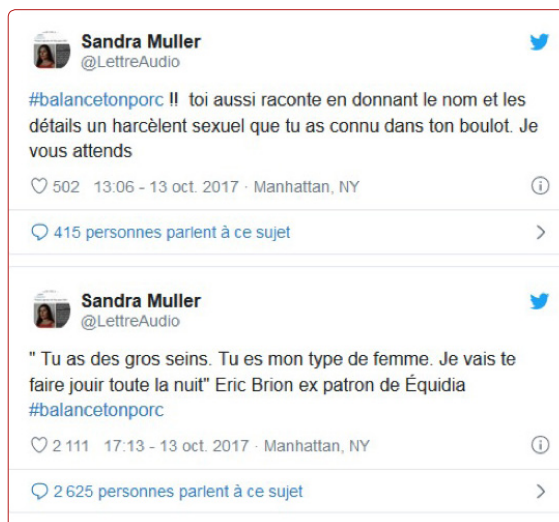 Sandra Muller
@LettreAudio
#balancetonporc !! toi aussi raconte en donnant le nom et les
détails un harcèlent sexuel que tu as connu dans ton boulot. Je
vous attends
502 13:06 - 13 oct. 2017 · Manhattan, NY
415 personnes parlent à ce sujet
Sandra Muller
@LettreAudio
" Tu as des gros seins. Tu es mon type de femme. Je vais te
faire jouir toute la nuit" Eric Brion ex patron de Équidia
#balancetonporc
2 111 17:13 - 13 oct. 2017 · Manhattan, NY
2 625 personnes parlent à ce sujet